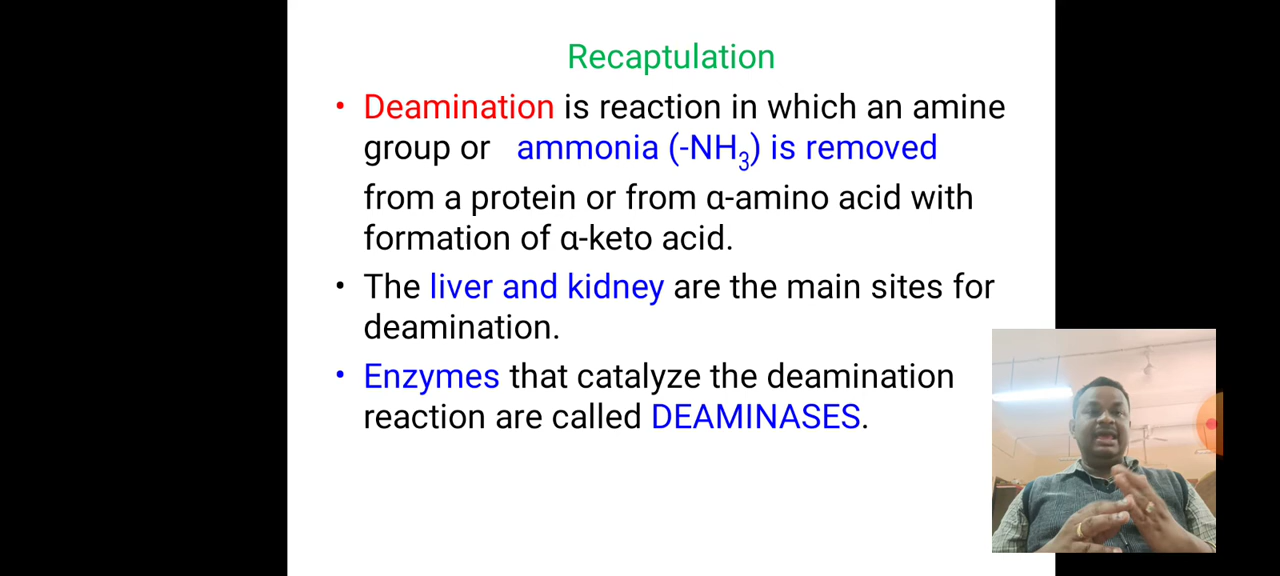 Recaptulation
• Deamination is reaction in which an amine
group or ammonia (-NH₃) is removed
from a protein or from α-amino acid with
formation of α-keto acid.
• The liver and kidney are the main sites for
deamination.
• Enzymes that catalyze the deamination
reaction are called DEAMINASES.